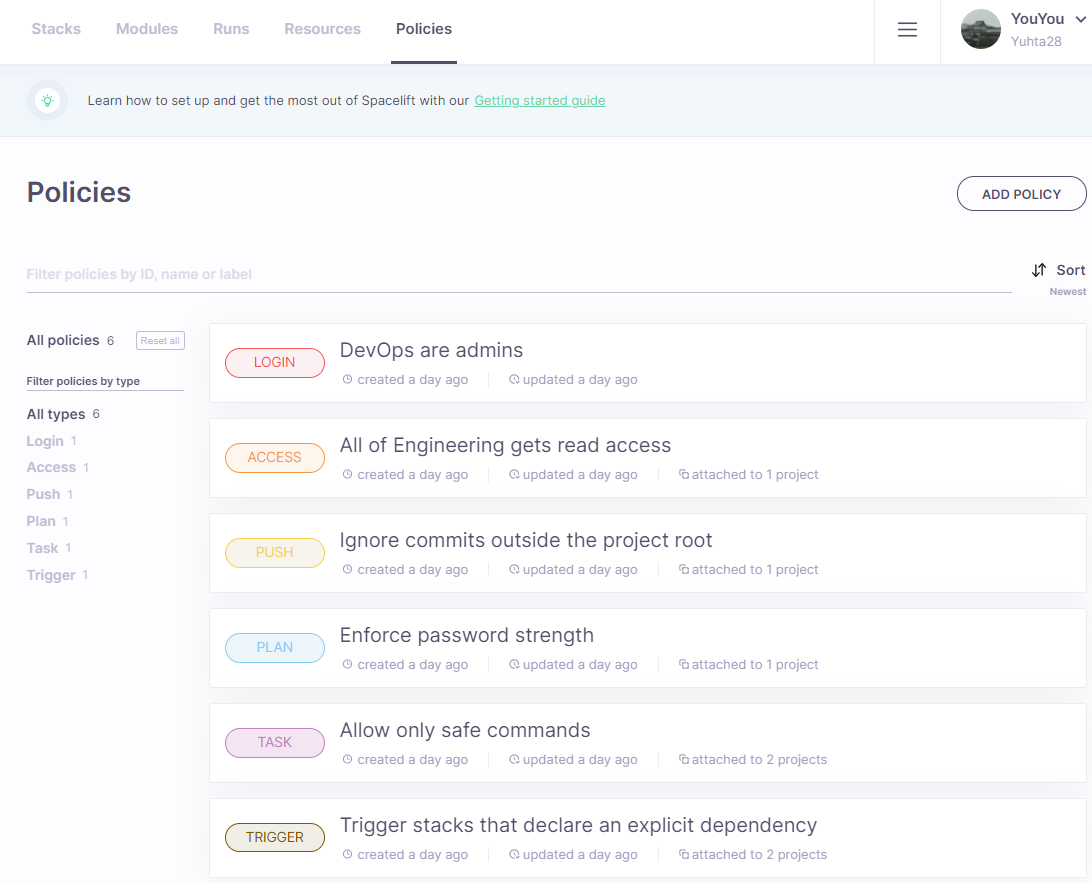 Stacks Modules Runs Resources Policies YouYou
Yuhta28
Learn how to set up and get the most out of Spacelift with our Getting started guide
Policies
ADD POLICY
Filter policies by ID, name or label
Sort
Newest
All policies 6 Reset all
Filter policies by type
All types 6
Login 1
Access 1
Push 1
Plan 1
Task 1
Trigger 1
LOGIN
DevOps are admins
created a day ago updated a day ago
ACCESS
All of Engineering gets read access
created a day ago updated a day ago attached to 1 project
PUSH
Ignore commits outside the project root
created a day ago updated a day ago attached to 1 project
PLAN
Enforce password strength
created a day ago updated a day ago attached to 1 project
TASK
Allow only safe commands
created a day ago updated a day ago attached to 2 projects
TRIGGER
Trigger stacks that declare an explicit dependency
created a day ago updated a day ago attached to 2 projects